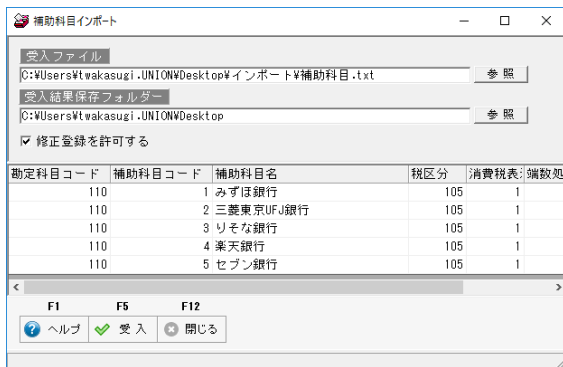 補助科目インポート
受入ファイル
C:¥Users¥twakasugi.UNION¥Desktop¥インポート¥補助科目.txt 参照
受入結果保存フォルダー
C:¥Users¥twakasugi.UNION¥Desktop 参照
修正登録を許可する
勘定科目コード 補助科目コード 補助科目名 税区分 消費税表 端数処
110 1 みずほ銀行 105 1
110 2 三菱東京UFJ銀行 105 1
110 3 りそな銀行 105 1
110 4 楽天銀行 105 1
110 5 セブン銀行 105 1
F1 F5 F12
ヘルプ 受入 閉じる